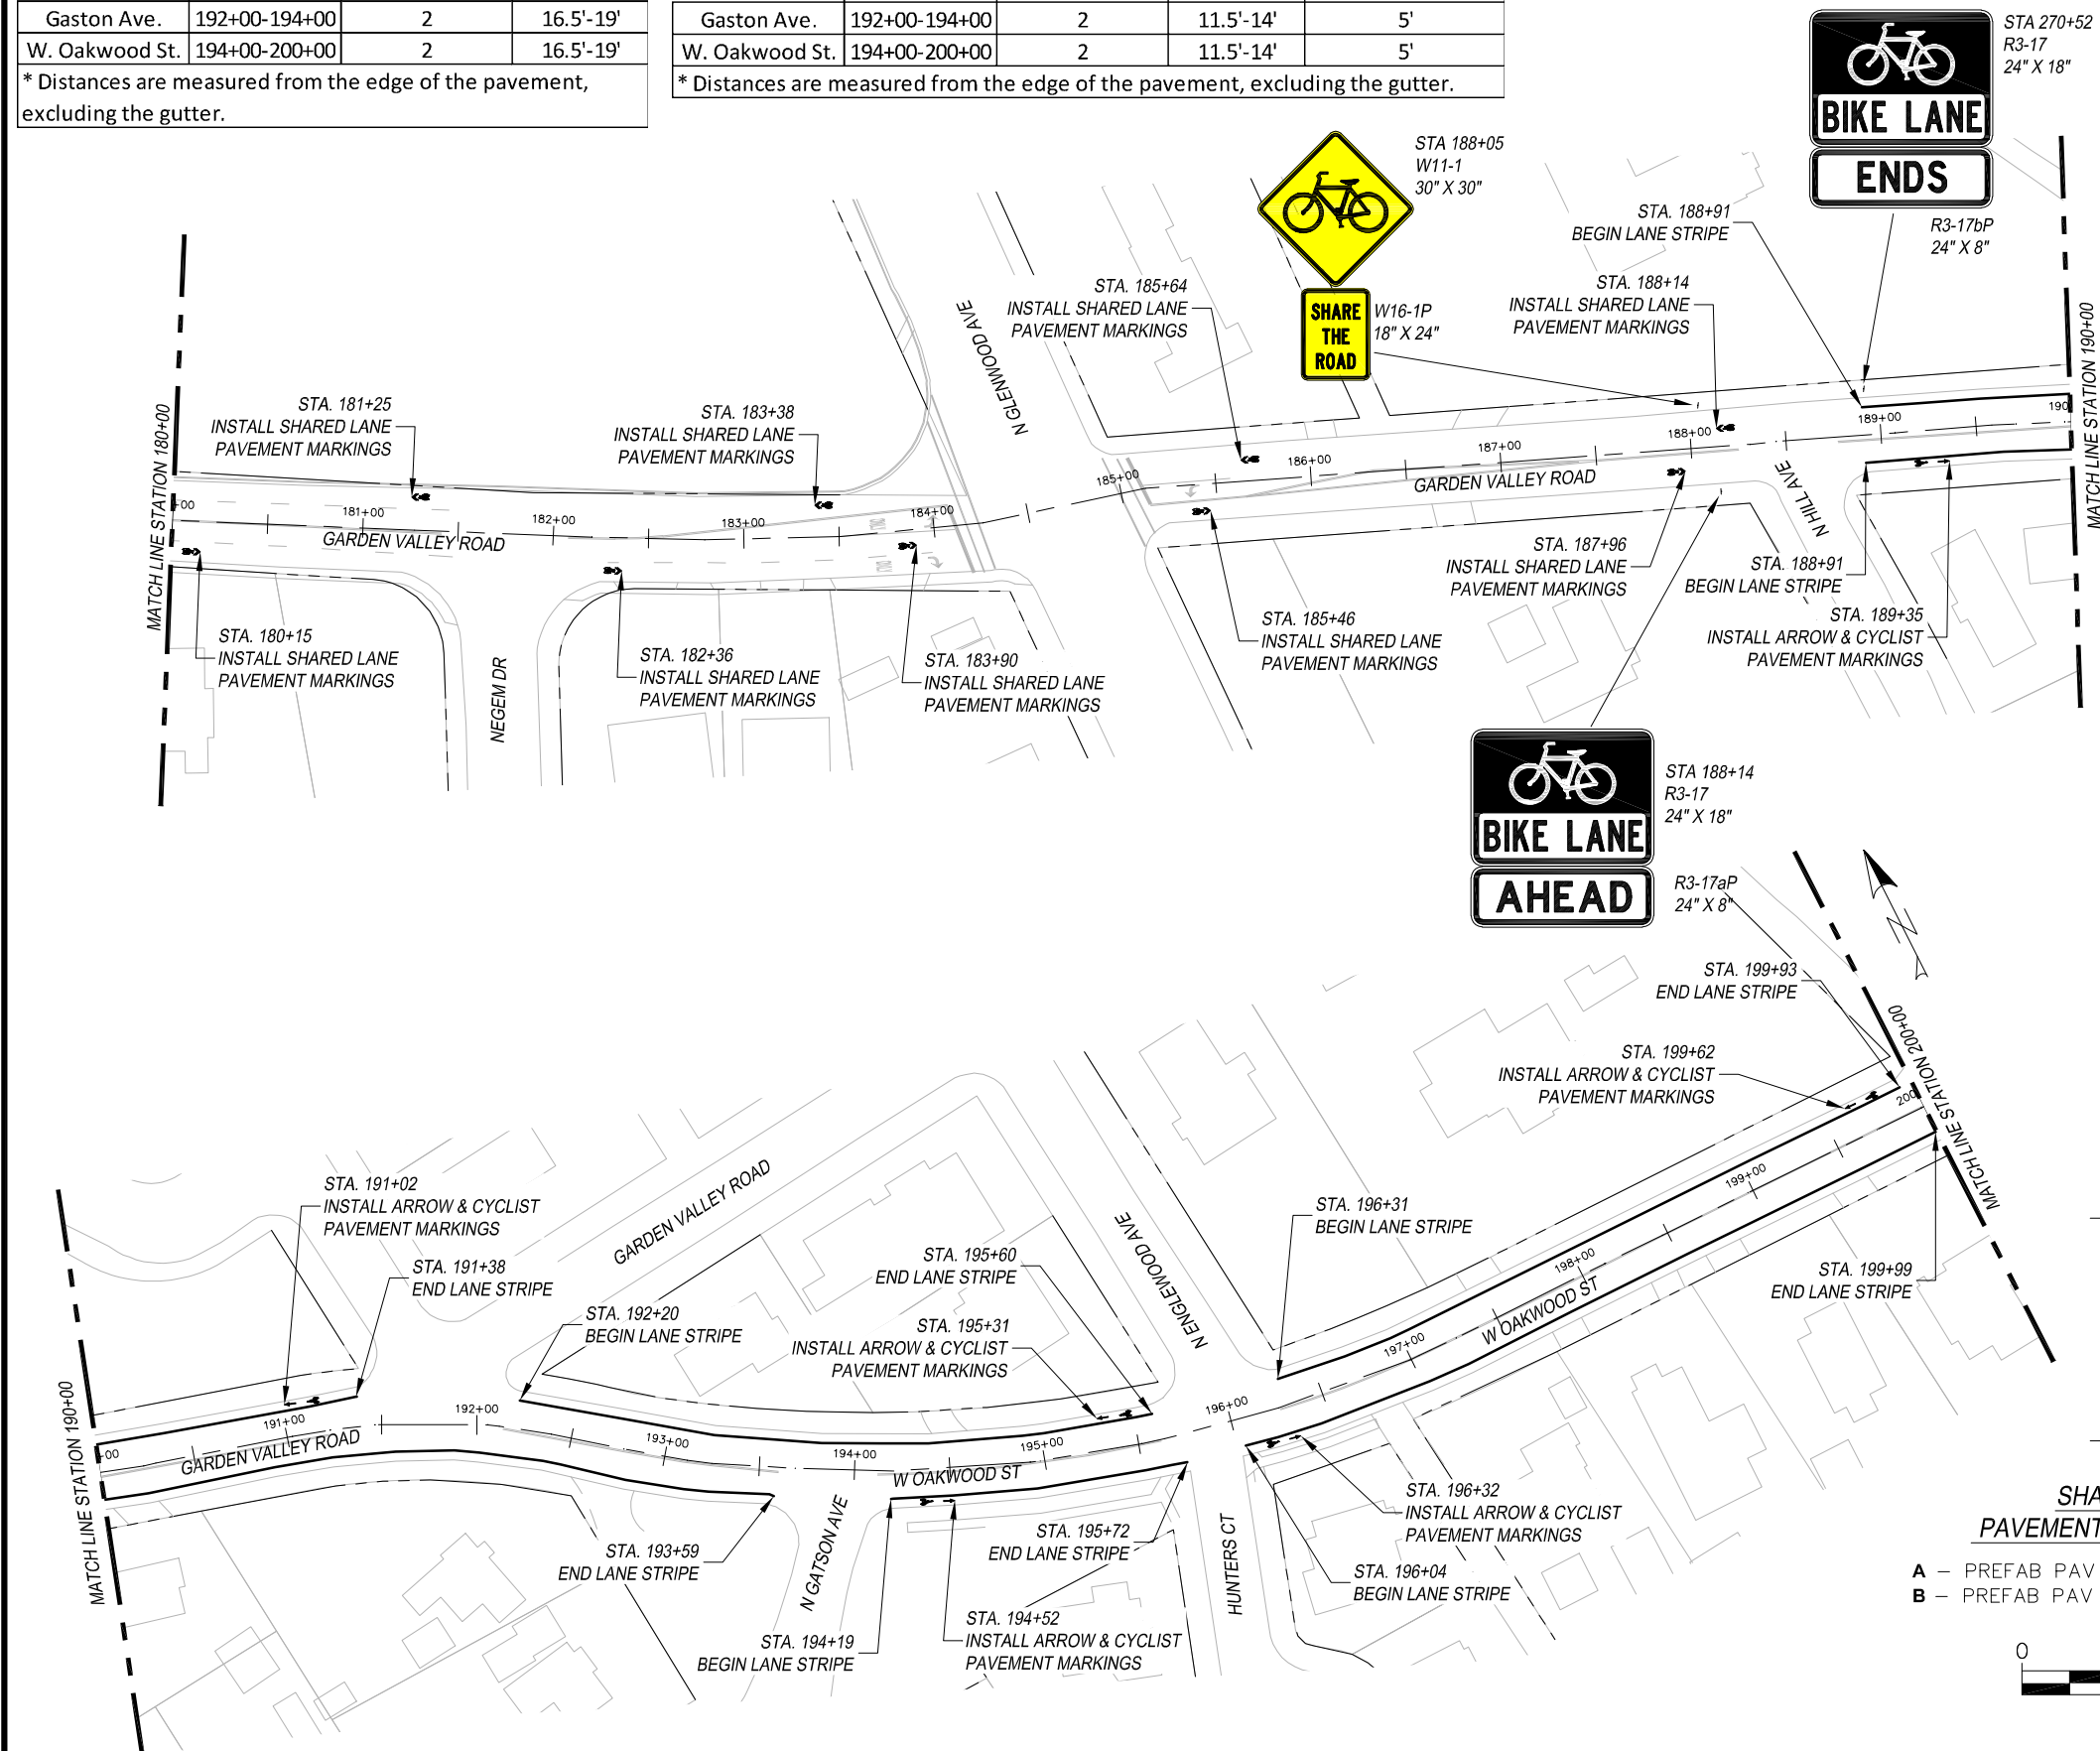 Gaston Ave. 192+00-194+00 2 16.5'-19'
W. Oakwood St. 194+00-200+00 2 16.5'-19'
* Distances are measured from the edge of the pavement,
excluding the gutter.
Gaston Ave. 192+00-194+00 2 11.5'-14' 5'
W. Oakwood St. 194+00-200+00 2 11.5'-14' 5'
* Distances are measured from the edge of the pavement, excluding the gutter.
BIKE LANE
ENDS
STA 270+52
R3-17
24" X 18"
R3-17bP
24" X 8"
STA 188+05
W11-1
30" X 30"
SHARE
THE
ROAD
W16-1P
18" X 24"
STA. 188+91
BEGIN LANE STRIPE
STA. 188+14
INSTALL SHARED LANE
PAVEMENT MARKINGS
STA. 185+64
INSTALL SHARED LANE
PAVEMENT MARKINGS
N GLENWOOD AVE
STA. 181+25
INSTALL SHARED LANE
PAVEMENT MARKINGS
STA. 183+38
INSTALL SHARED LANE
PAVEMENT MARKINGS
MATCH LINE STATION 180+00
MATCH LINE STATION 190+00
+00
181+00
182+00
183+00
184+00
185+00
186+00
187+00
188+00
189+00
190
GARDEN VALLEY ROAD
GARDEN VALLEY ROAD
N HILL AVE
NEGEM DR
STA. 180+15
INSTALL SHARED LANE
PAVEMENT MARKINGS
STA. 182+36
INSTALL SHARED LANE
PAVEMENT MARKINGS
STA. 183+90
INSTALL SHARED LANE
PAVEMENT MARKINGS
STA. 185+46
INSTALL SHARED LANE
PAVEMENT MARKINGS
STA. 187+96
INSTALL SHARED LANE
PAVEMENT MARKINGS
STA. 188+91
BEGIN LANE STRIPE
STA. 189+35
INSTALL ARROW & CYCLIST
PAVEMENT MARKINGS
BIKE LANE
AHEAD
STA 188+14
R3-17
24" X 18"
R3-17aP
24" X 8"
STA. 199+93
END LANE STRIPE
STA. 199+62
INSTALL ARROW & CYCLIST
PAVEMENT MARKINGS
MATCH LINE STATION 200+00
STA. 191+02
INSTALL ARROW & CYCLIST
PAVEMENT MARKINGS
STA. 191+38
END LANE STRIPE
GARDEN VALLEY ROAD
STA. 192+20
BEGIN LANE STRIPE
STA. 195+60
END LANE STRIPE
STA. 195+31
INSTALL ARROW & CYCLIST
PAVEMENT MARKINGS
N ENGLEWOOD AVE
STA. 196+31
BEGIN LANE STRIPE
STA. 199+99
END LANE STRIPE
MATCH LINE STATION 190+00
+00
191+00
192+00
193+00
194+00
195+00
196+00
197+00
198+00
199+00
200
GARDEN VALLEY ROAD
W OAKWOOD ST
W OAKWOOD ST
N GATSON AVE
HUNTERS CT
STA. 193+59
END LANE STRIPE
STA. 194+19
BEGIN LANE STRIPE
STA. 195+72
END LANE STRIPE
STA. 194+52
INSTALL ARROW & CYCLIST
PAVEMENT MARKINGS
STA. 196+32
INSTALL ARROW & CYCLIST
PAVEMENT MARKINGS
STA. 196+04
BEGIN LANE STRIPE
SHA
PAVEMENT
A – PREFAB PAV
B – PREFAB PAV
0